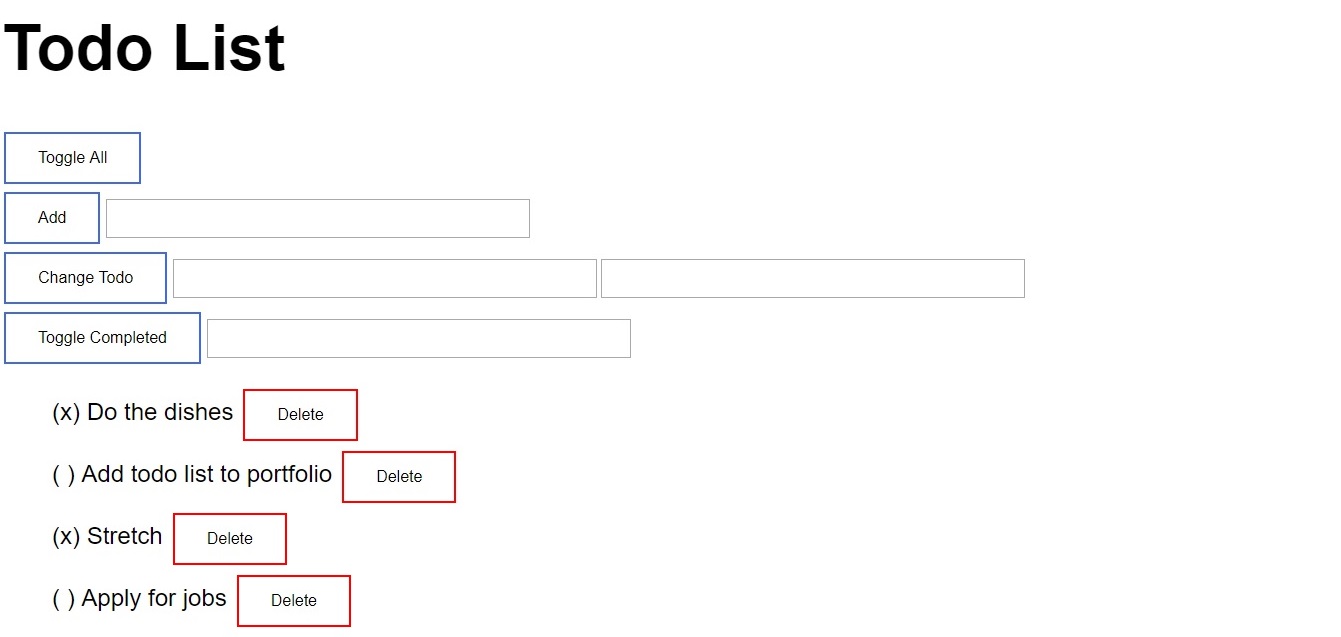 Todo List
Toggle All
Add
Change Todo
Toggle Completed
(x) Do the dishes Delete
( ) Add todo list to portfolio Delete
(x) Stretch Delete
( ) Apply for jobs Delete